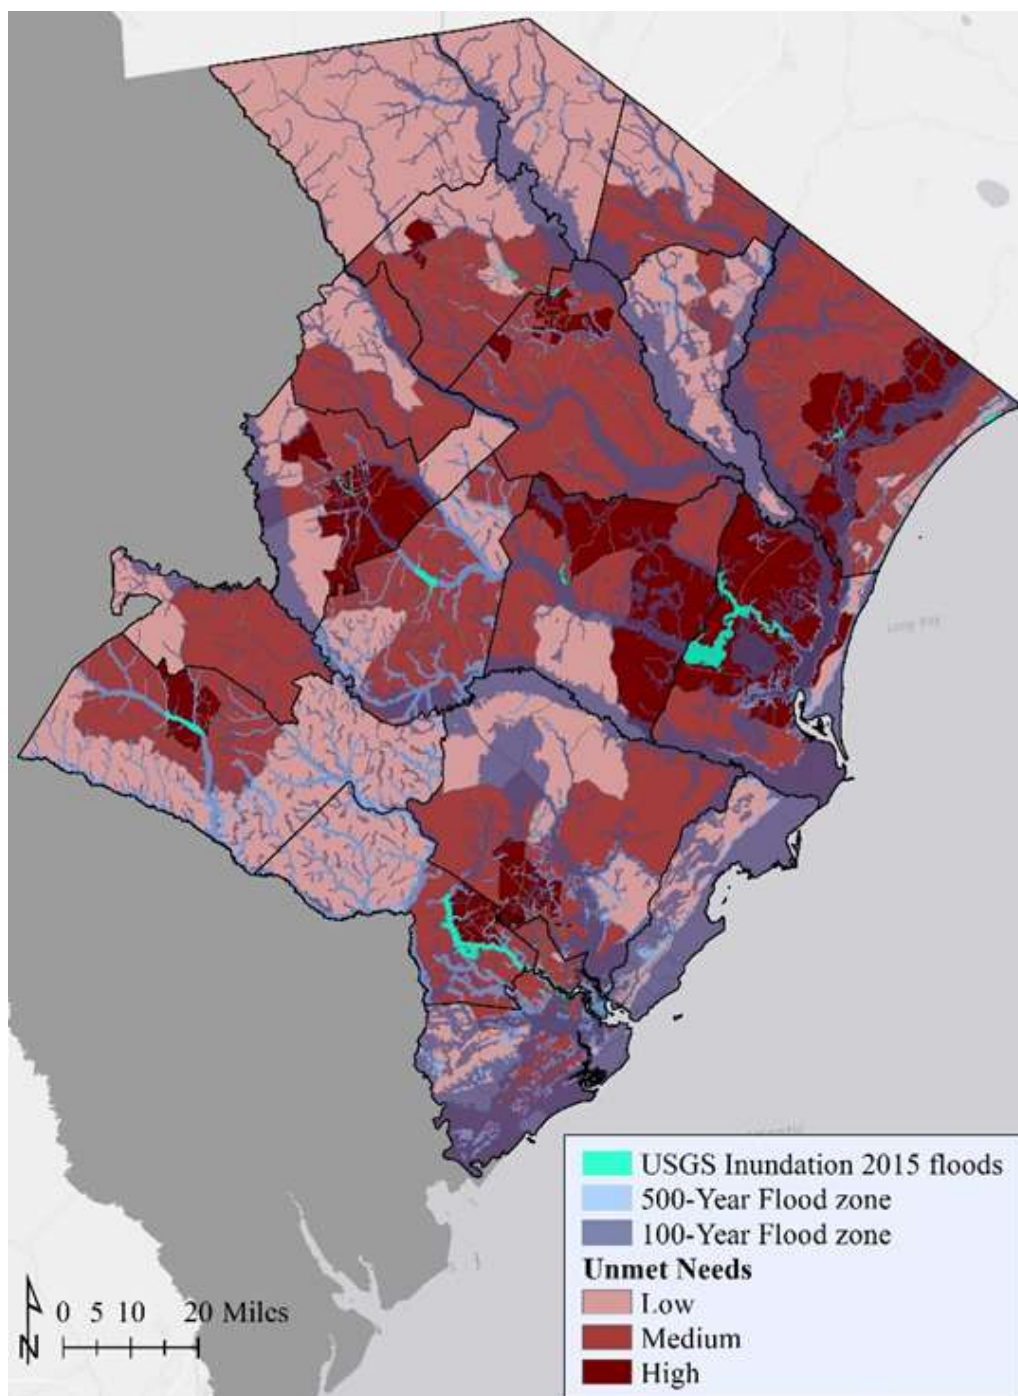 USGS Inundation 2015 floods
500-Year Flood zone
100-Year Flood zone
Unmet Needs
Low
Medium
High
0 5 10 20 Miles
N